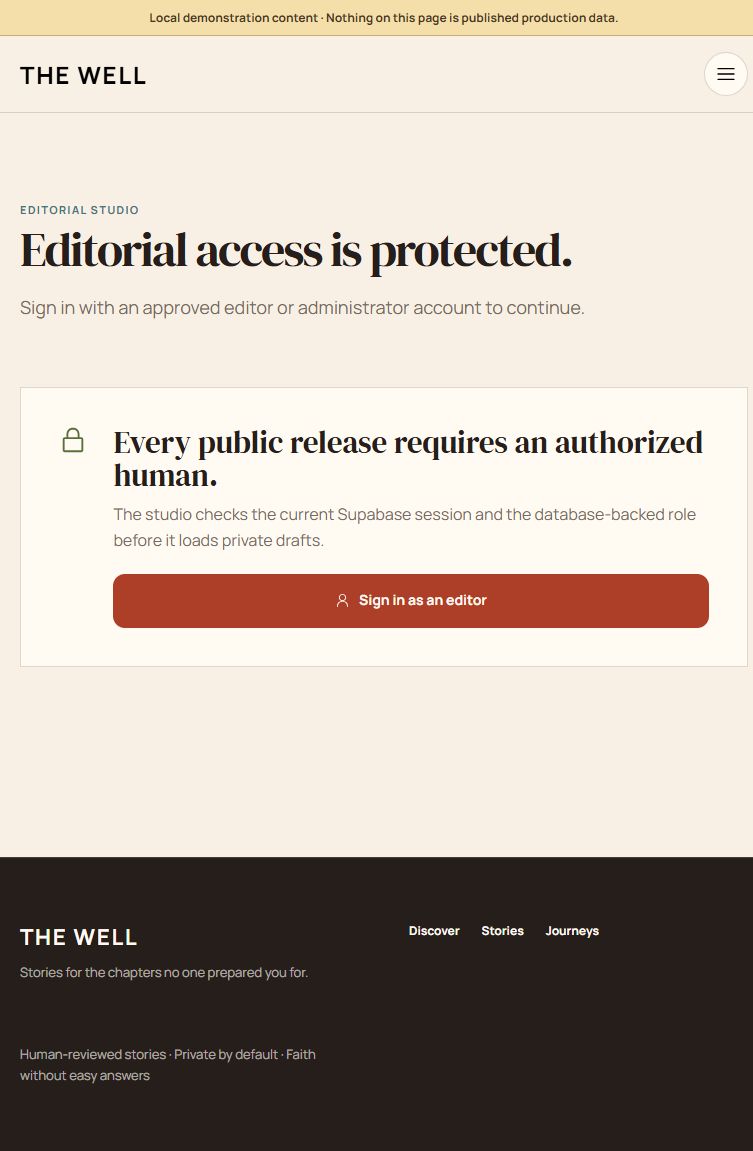 Local demonstration content · Nothing on this page is published production data.
THE WELL
EDITORIAL STUDIO
Editorial access is protected.
Sign in with an approved editor or administrator account to continue.
Every public release requires an authorized
human.
The studio checks the current Supabase session and the database-backed role
before it loads private drafts.
Sign in as an editor
THE WELL
Stories for the chapters no one prepared you for.
Discover Stories Journeys
Human-reviewed stories · Private by default · Faith
without easy answers